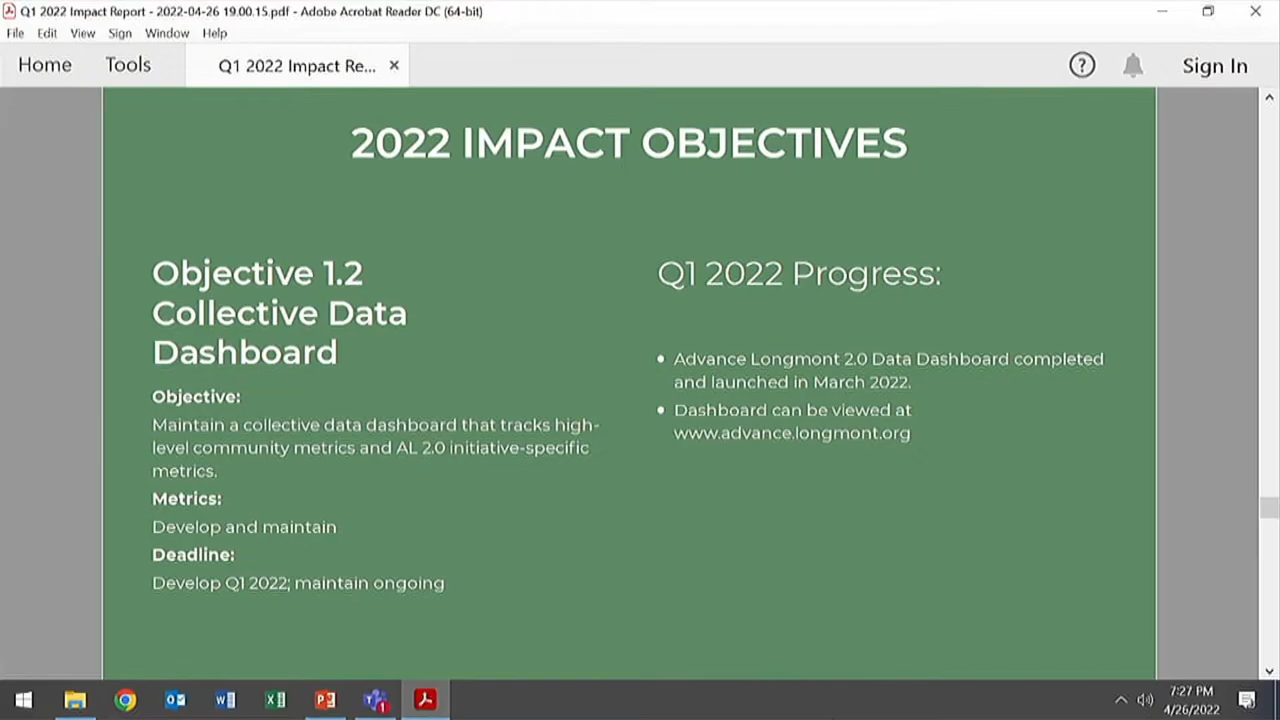 Q1 2022 Impact Report - 2022-04-26 19.00.15.pdf - Adobe Acrobat Reader DC (64-bit)
File Edit View Sign Window Help
Home Tools Q1 2022 Impact Re... Sign In
2022 IMPACT OBJECTIVES
Objective 1.2
Collective Data
Dashboard
Objective:
Maintain a collective data dashboard that tracks high-
level community metrics and AL 2.0 initiative-specific
metrics.
Metrics:
Develop and maintain
Deadline:
Develop Q1 2022; maintain ongoing
Q1 2022 Progress:
• Advance Longmont 2.0 Data Dashboard completed
and launched in March 2022.
• Dashboard can be viewed at
www.advance.longmont.org
7:27 PM
4/26/2022